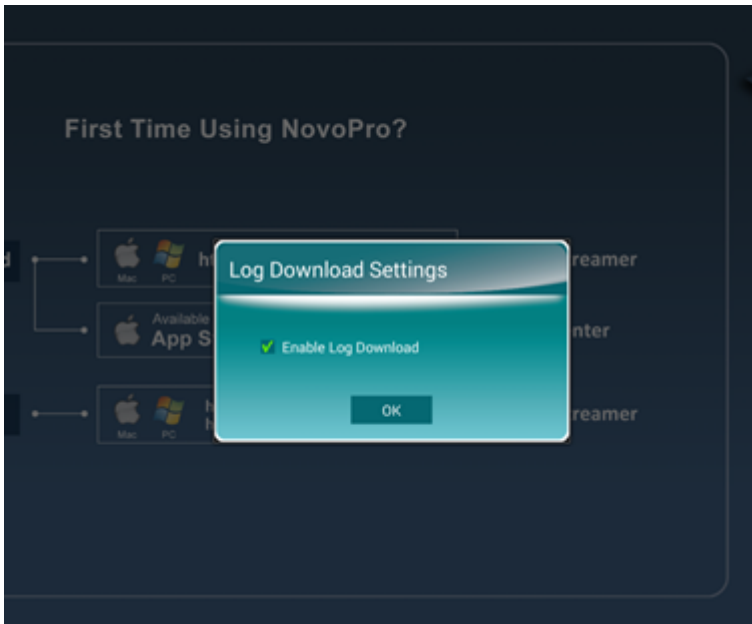 First Time Using NovoPro?
Mac PC
Log Download Settings
reamer
Available
App S
nter
Enable Log Download
OK
Mac PC
h
h
reamer